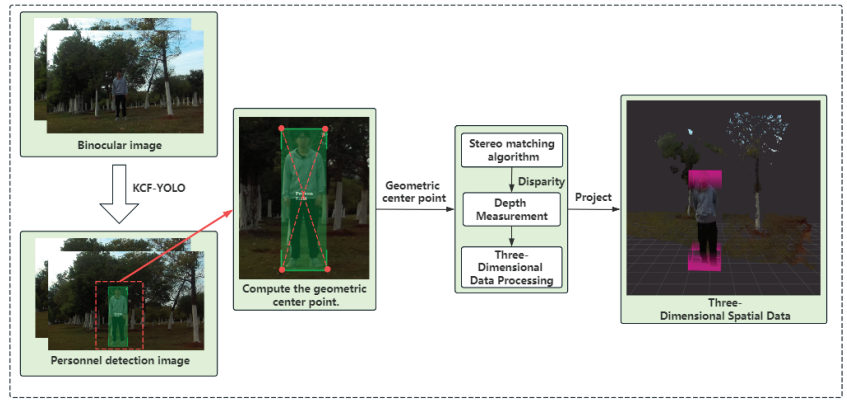 Binocular image
KCF-YOLO
Personnel detection image
Compute the geometric
center point.
Geometric
center point
Stereo matching
algorithm
Disparity
Depth
Measurement
Three-
Dimensional
Data Processing
Project
Three-
Dimensional Spatial Data